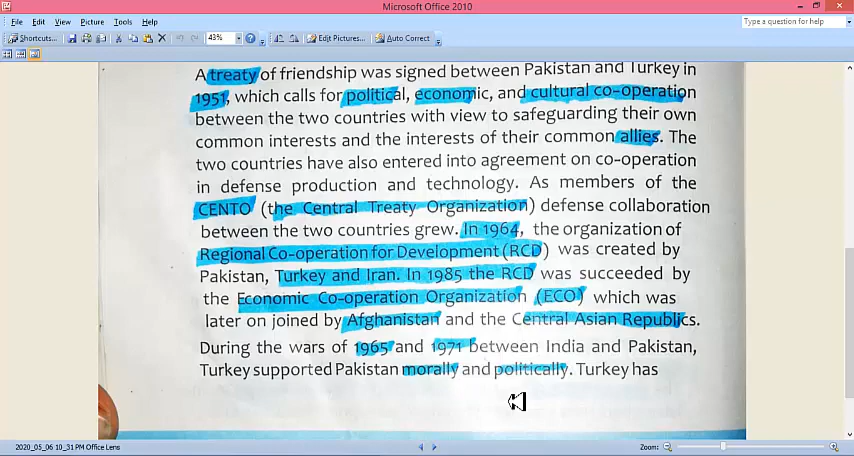 Microsoft Office 2010
File Edit View Picture Tools Help
Type a question for help
Shortcuts... 43% Edit Pictures... Auto Correct
A treaty of friendship was signed between Pakistan and Turkey in
1951, which calls for political, economic, and cultural co-operation
between the two countries with view to safeguarding their own
common interests and the interests of their common allies. The
two countries have also entered into agreement on co-operation
in defense production and technology. As members of the
CENTO (the Central Treaty Organization) defense collaboration
between the two countries grew. In 1964, the organization of
Regional Co-operation for Development (RCD) was created by
Pakistan, Turkey and Iran. In 1985 the RCD was succeeded by
the Economic Co-operation Organization (ECO) which was
later on joined by Afghanistan and the Central Asian Republics.
During the wars of 1965 and 1971 between India and Pakistan,
Turkey supported Pakistan morally and politically. Turkey has
2020_05_06 10_31 PM Office Lens
Zoom: